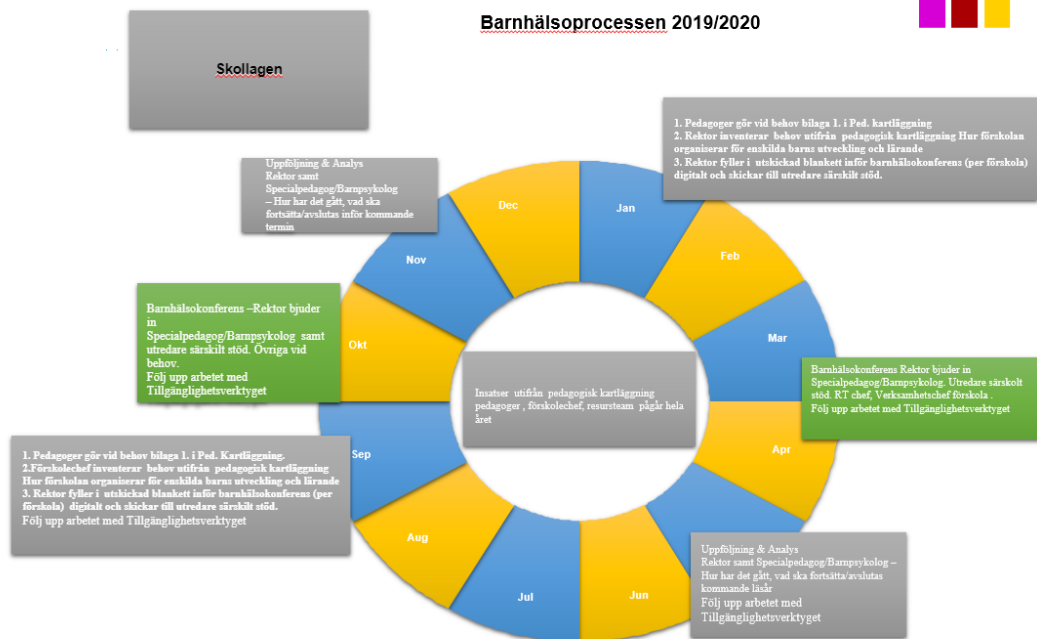 Barnhälsoprocessen 2019/2020
Skollagen
1. Pedagoger gör vid behov bilaga 1. i Ped. kartläggning
2. Rektor inventerar behov utifrån pedagogisk kartläggning Hur förskolan
organiserar för enskilda barns utveckling och lärande
3. Rektor fyller i utskickad blankett inför barnhälsokonferens (per förskola)
digitalt och skickar till utredare särskilt stöd.
Uppföljning & Analys
Rektor samt
Specialpedagog/Barnpsykolog
– Hur har det gått, vad ska
fortsätta/avslutas inför kommande
termin
Dec
Jan
Nov
Feb
Barnhälsokonferens –Rektor bjuder
in
Specialpedagog/Barnpsykolog samt
utredare särskilt stöd. Övriga vid
behov.
Följ upp arbetet med
Tillgänglighetsverktyget
Okt
Mar
Insatser utifrån pedagogisk kartläggning
pedagoger , förskolechef, resursteam pågår hela
året
Barnhälsokonferens Rektor bjuder in
Specialpedagog/Barnpsykolog. Utredare särskolt
stöd. RT chef, Verksamhetschef förskola .
Följ upp arbetet med Tillgänglighetsverktyget
Sep
Apr
1. Pedagoger gör vid behov bilaga 1. i Ped. Kartläggning.
2.Förskolechef inventerar behov utifrån pedagogisk kartläggning
Hur förskolan organiserar för enskilda barns utveckling och lärande
3. Rektor fyller i utskickad blankett inför barnhälsokonferens (per
förskola) digitalt och skickar till utredare särskilt stöd.
Följ upp arbetet med Tillgänglighetsverktyget
Aug
Jul
Jun
Uppföljning & Analys
Rektor samt Specialpedagog/Barnpsykolog –
Hur har det gått, vad ska fortsätta/avslutas
kommande läsår
Följ upp arbetet med
Tillgänglighetsverktyget